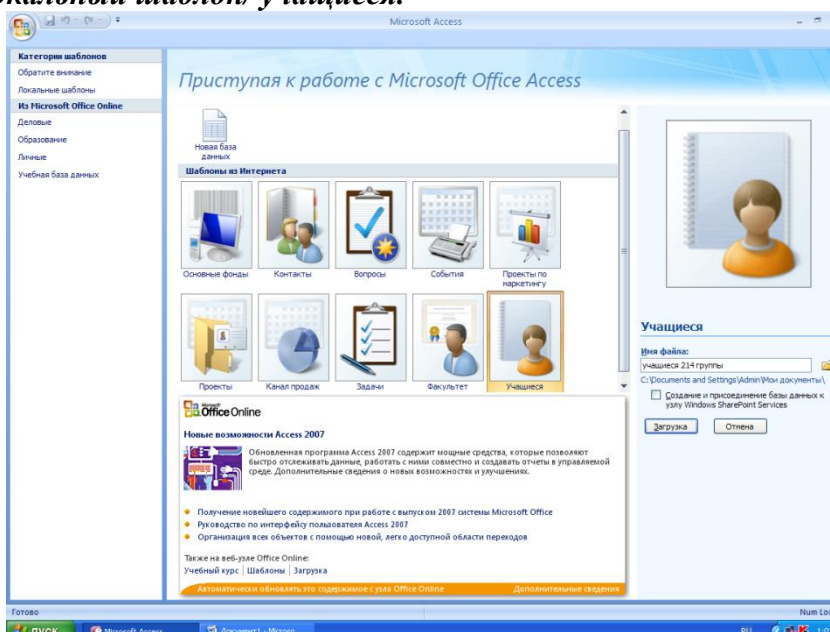 шаблон/ учащиеся.
Microsoft Access
Категории шаблонов
Обратите внимание
Локальные шаблоны
Из Microsoft Office Online
Деловые
Образование
Личные
Учебная база данных
Приступая к работе с Microsoft Office Access
Новая база
данных
Шаблоны из Интернета
Основные фонды
Контакты
Вопросы
События
Проекты по
маркетингу
Проекты
Канал продаж
Задачи
Факультет
Учащиеся
Microsoft
Office Online
Новые возможности Access 2007
Обновленная программа Access 2007 содержит мощные средства, которые позволяют
быстро отслеживать данные, работать с ними совместно и создавать отчеты в управляемой
среде. Дополнительные сведения о новых возможностях и улучшениях.
Получение новейшего содержимого при работе с выпуском 2007 системы Microsoft Office
Руководство по интерфейсу пользователя Access 2007
Организация всех объектов с помощью новой, легко доступной области переходов
Также на веб-узле Office Online:
Учебный курс | Шаблоны | Загрузка
Автоматически обновлять это содержимое с узла Office Online
Дополнительные сведения
Учащиеся
Имя файла:
учащиеся 214 группы
C:\Documents and Settings\Admin\Мои документы\
Создание и присоединение базы данных к
узлу Windows SharePoint Services
Загрузка
Отмена
Готово
Num Loc
пуск
Microsoft Access
Документ1 - Микрос
RU